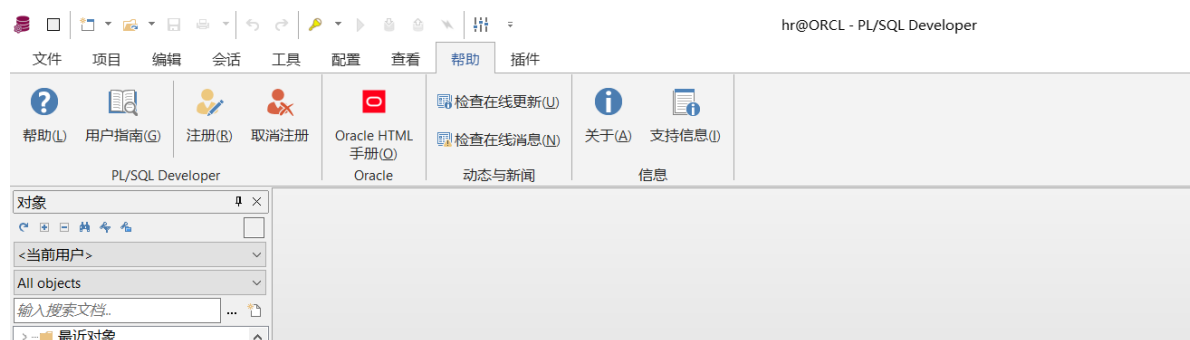 hr@ORCL - PL/SQL Developer
文件 项目 编辑 会话 工具 配置 查看 帮助 插件
帮助(L) 用户指南(G) 注册(R) 取消注册 Oracle HTML 手册(O) 检查在线更新(U) 检查在线消息(N) 关于(A) 支持信息(I)
PL/SQL Developer Oracle 动态与新闻 信息
对象
<当前用户>
All objects
输入搜索文档...
最近对象